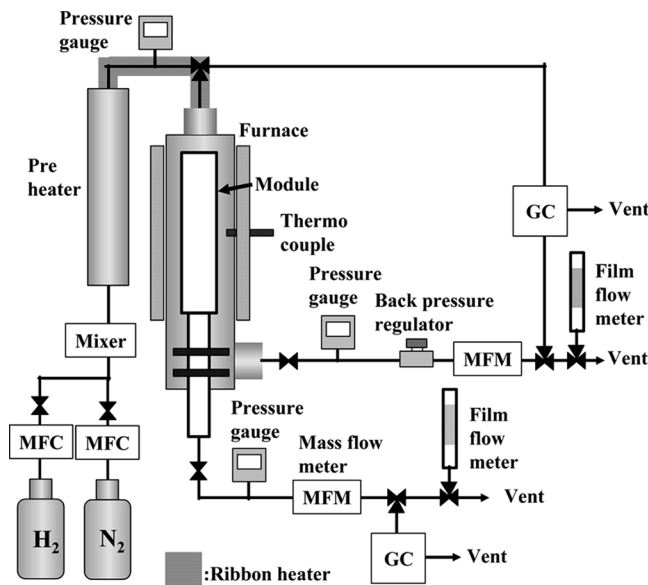 Pressure
gauge
Furnace
Pre
heater
Module
Thermo
couple
GC
Vent
Pressure
gauge
Back pressure
regulator
Film
flow
meter
Mixer
MFM
Vent
MFC
MFC
Pressure
gauge
Mass flow
meter
Film
flow
meter
MFM
Vent
H₂
N₂
GC
Vent
:Ribbon heater